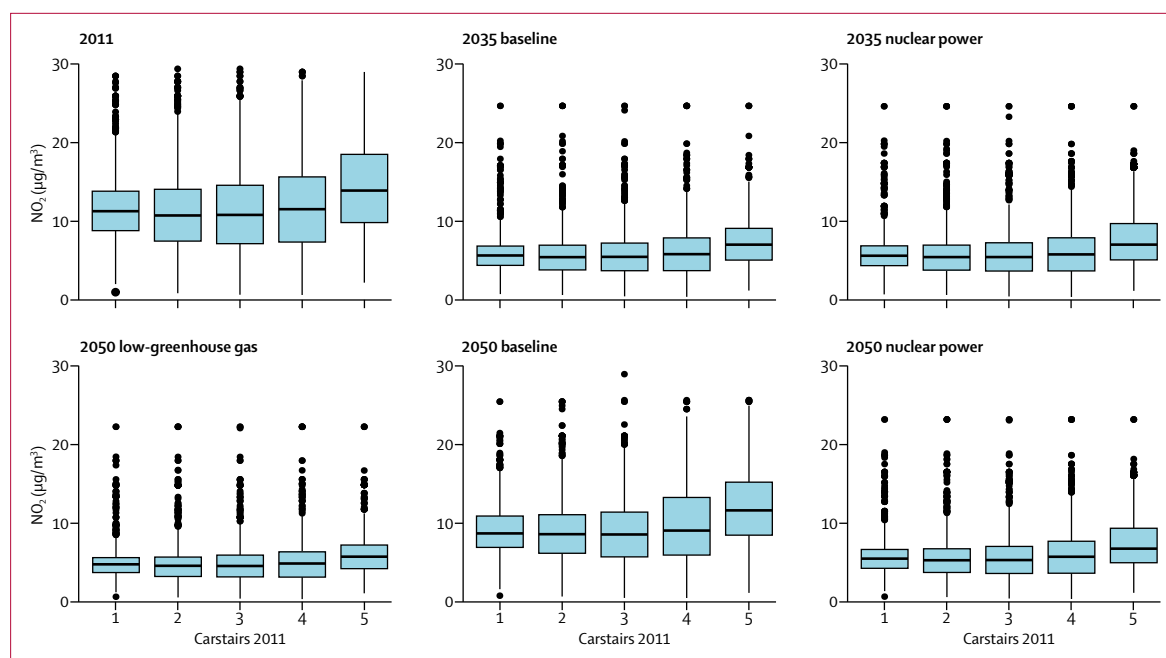 2011
2035 baseline
2035 nuclear power
30
20
10
0
NO₂ (µg/m³)
30
20
10
0
30
20
10
0
2050 low-greenhouse gas
2050 baseline
2050 nuclear power
30
20
10
0
NO₂ (µg/m³)
1 2 3 4 5
Carstairs 2011
30
20
10
0
1 2 3 4 5
Carstairs 2011
30
20
10
0
1 2 3 4 5
Carstairs 2011